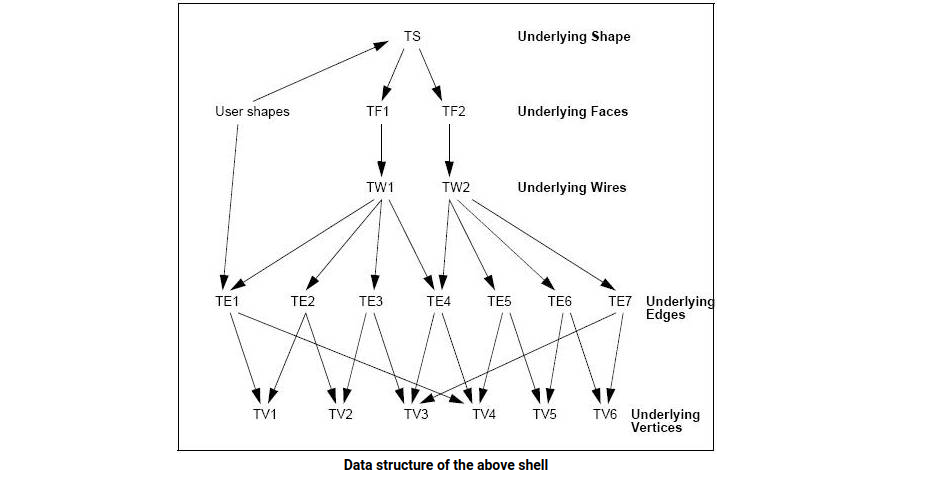 TS Underlying Shape
User shapes TF1 TF2 Underlying Faces
TW1 TW2 Underlying Wires
TE1 TE2 TE3 TE4 TE5 TE6 TE7 Underlying
Edges
TV1 TV2 TV3 TV4 TV5 TV6 Underlying
Vertices
Data structure of the above shell